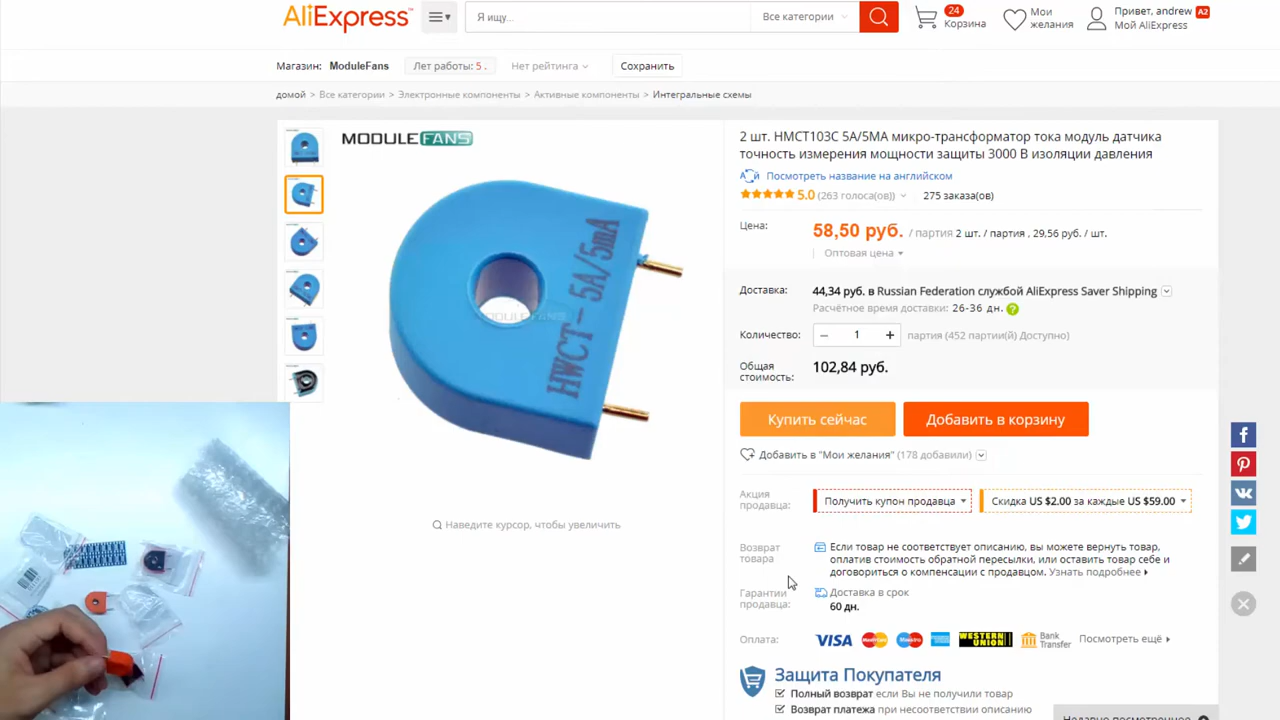 AliExpress™
Я ищу...
Все категории
24
Корзина
Мои
желания
Привет, andrew A2
Мой AliExpress
Магазин: ModuleFans
Лет работы: 5 .
Нет рейтинга
Сохранить
домой > Все категории > Электронные компоненты > Активные компоненты > Интегральные схемы
MODULEFANS
HWCT-5A/5mA
MODULEFANS
Наведите курсор, чтобы увеличить
2 шт. HMCT103C 5A/5MA микро-трансформатор тока модуль датчика
точность измерения мощности защиты 3000 В изоляции давления
Посмотреть название на английском
5.0 (263 голоса(ов)) 275 заказа(ов)
Цена: 58,50 руб. / партия 2 шт. / партия , 29,56 руб. / шт.
Оптовая цена
Доставка: 44,34 руб. в Russian Federation службой AliExpress Saver Shipping
Расчётное время доставки: 26-36 дн. ?
Количество: − 1 + партия (452 партии(й) Доступно)
Общая
стоимость: 102,84 руб.
Купить сейчас
Добавить в корзину
Добавить в "Мои желания" (178 добавили)
Акция
продавца:
Получить купон продавца
Скидка US $2.00 за каждые US $59.00
Возврат
товара
Если товар не соответствует описанию, вы можете вернуть товар,
оплатив стоимость обратной пересылки, или оставить товар себе и
договориться о компенсации с продавцом. Узнать подробнее
Гарантии
продавца:
Доставка в срок
60 дн.
Оплата: VISA MasterCard Maestro WESTERN UNION Bank Transfer Посмотреть ещё
Защита Покупателя
Полный возврат если Вы не получили товар
Возврат платежа при несоответствии описанию
Недавно просмотренное